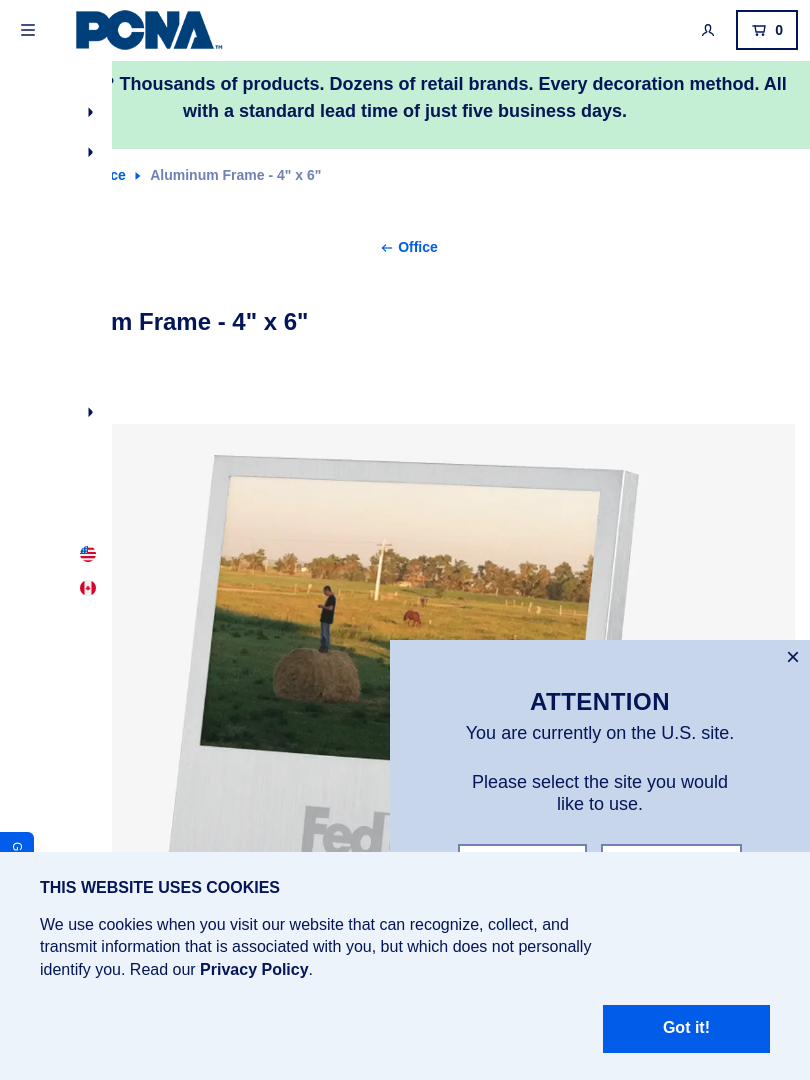 PCNA™
0
Thousands of products. Dozens of retail brands. Every decoration method. All
with a standard lead time of just five business days.
Aluminum Frame - 4" x 6"
← Office
Frame - 4" x 6"
×
ATTENTION
You are currently on the U.S. site.
Please select the site you would
like to use.
G
THIS WEBSITE USES COOKIES
We use cookies when you visit our website that can recognize, collect, and
transmit information that is associated with you, but which does not personally
identify you. Read our Privacy Policy.
Got it!